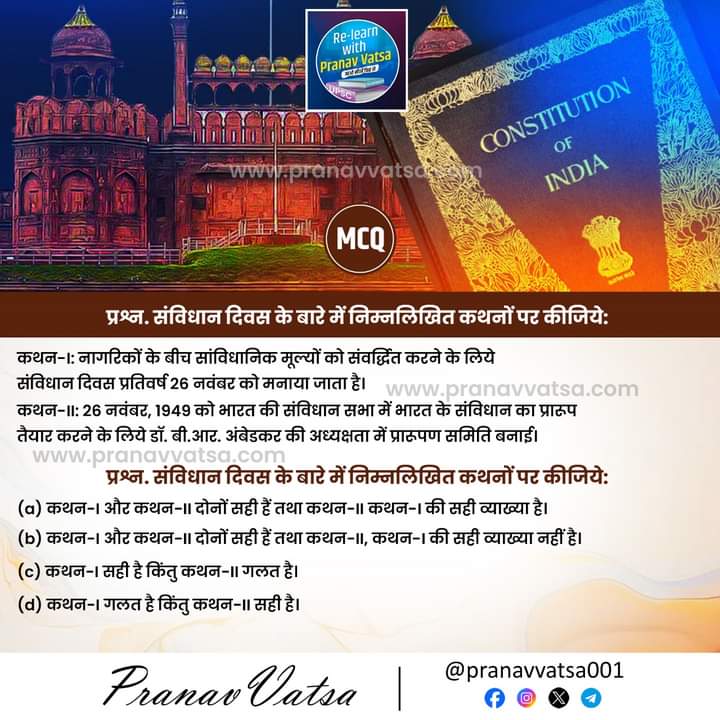 Re-learn
with
Pranav Vatsa
UPSC
CONSTITUTION
OF
INDIA
www.pranavvatsa.com
MCQ
प्रश्न. संविधान दिवस के बारे में निम्नलिखित कथनों पर कीजिये:
कथन-I: नागरिकों के बीच सांविधानिक मूल्यों को संवर्द्धित करने के लिये
संविधान दिवस प्रतिवर्ष 26 नवंबर को मनाया जाता है।
www.pranavvatsa.com
कथन-II: 26 नवंबर, 1949 को भारत की संविधान सभा में भारत के संविधान का प्रारूप
तैयार करने के लिये डॉ. बी.आर. अंबेडकर की अध्यक्षता में प्रारूपण समिति बनाई।
www.pranavvatsa.com
प्रश्न. संविधान दिवस के बारे में निम्नलिखित कथनों पर कीजिये:
(a) कथन-I और कथन-II दोनों सही हैं तथा कथन-II कथन-I की सही व्याख्या है।
(b) कथन-I और कथन-II दोनों सही हैं तथा कथन-II, कथन-I की सही व्याख्या नहीं है।
(c) कथन-I सही है किंतु कथन-II गलत है।
(d) कथन-I गलत है किंतु कथन-II सही है।
Pranav Vatsa
@pranavvatsa001